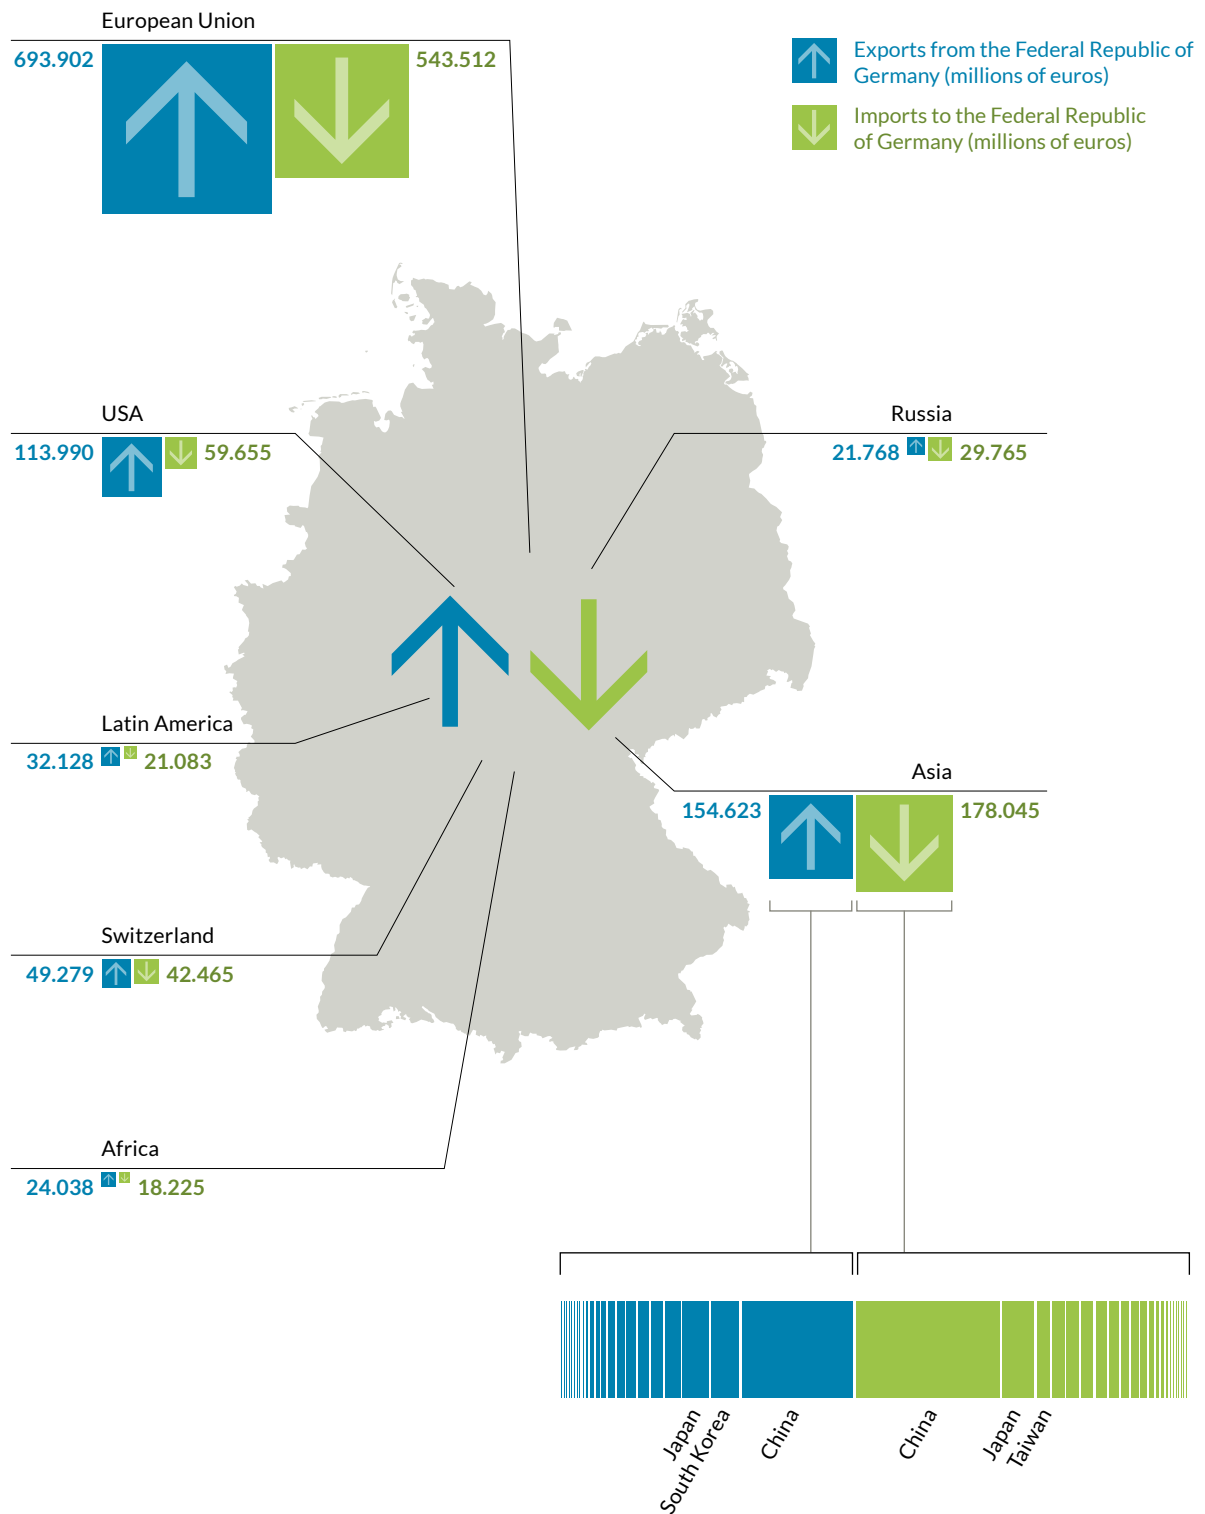 European Union
693.902
543.512
Exports from the Federal Republic of
Germany (millions of euros)
Imports to the Federal Republic
of Germany (millions of euros)
USA
113.990
59.655
Russia
21.768
29.765
Latin America
32.128
21.083
Asia
154.623
178.045
Switzerland
49.279
42.465
Africa
24.038
18.225
Japan
South Korea
China
China
Japan
Taiwan